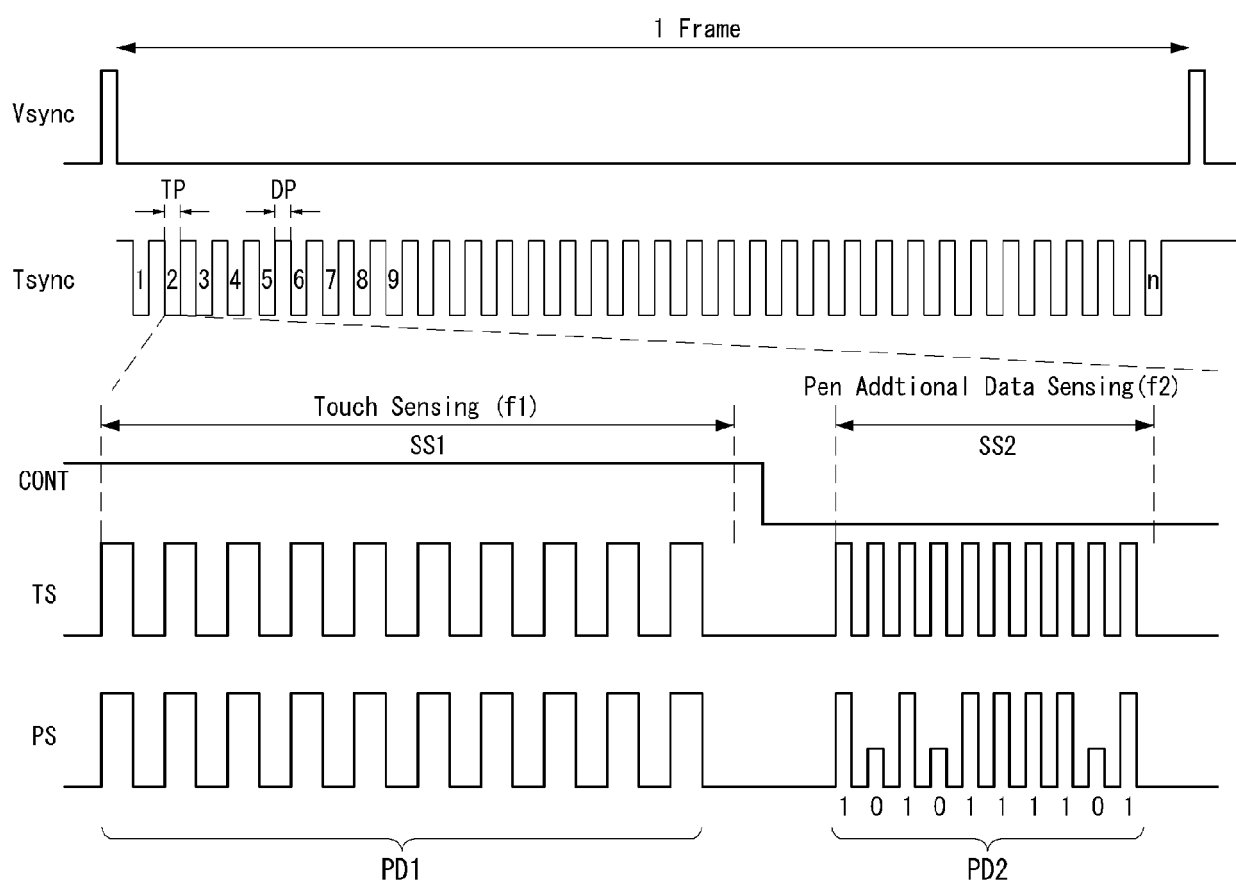 1 Frame
Vsync
TP DP
Tsync 1 2 3 4 5 6 7 8 9 n
Pen Addtional Data Sensing(f2)
Touch Sensing (f1)
SS1 SS2
CONT
TS
PS
1 0 1 0 1 1 1 1 0 1
PD1 PD2